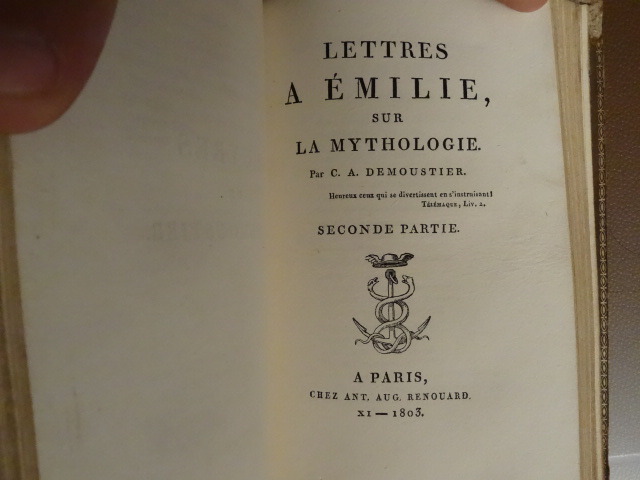 LETTRES
A ÉMILIE,
SUR
LA MYTHOLOGIE.
Par C. A. DEMOUSTIER.
Heureux ceux qui se divertissent en s'instruisant!
TÉLÉMAQUE, Liv. 2.
SECONDE PARTIE.
A PARIS,
CHEZ ANT. AUG. RENOUARD.
XI — 1803.